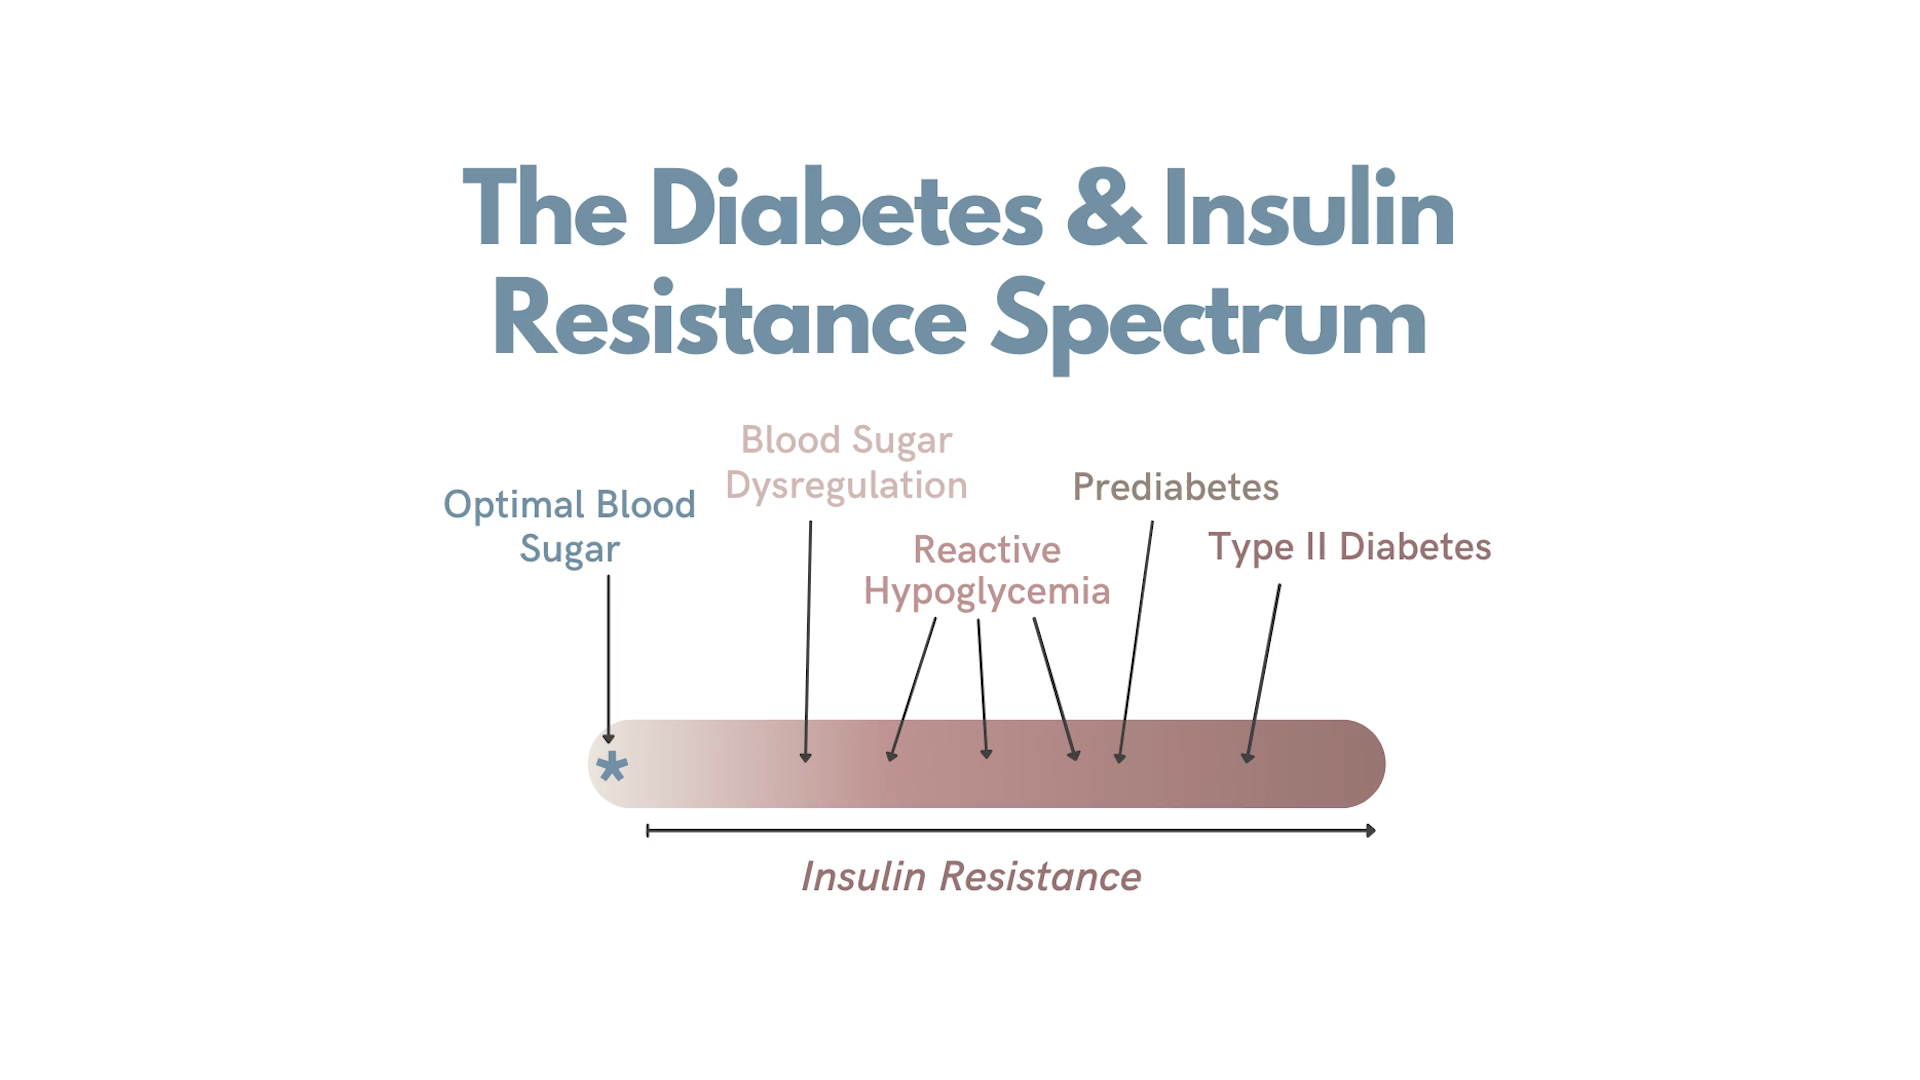 The Diabetes & Insulin
Resistance Spectrum
Optimal Blood
Sugar
Blood Sugar
Dysregulation
Reactive
Hypoglycemia
Prediabetes
Type II Diabetes
*
Insulin Resistance